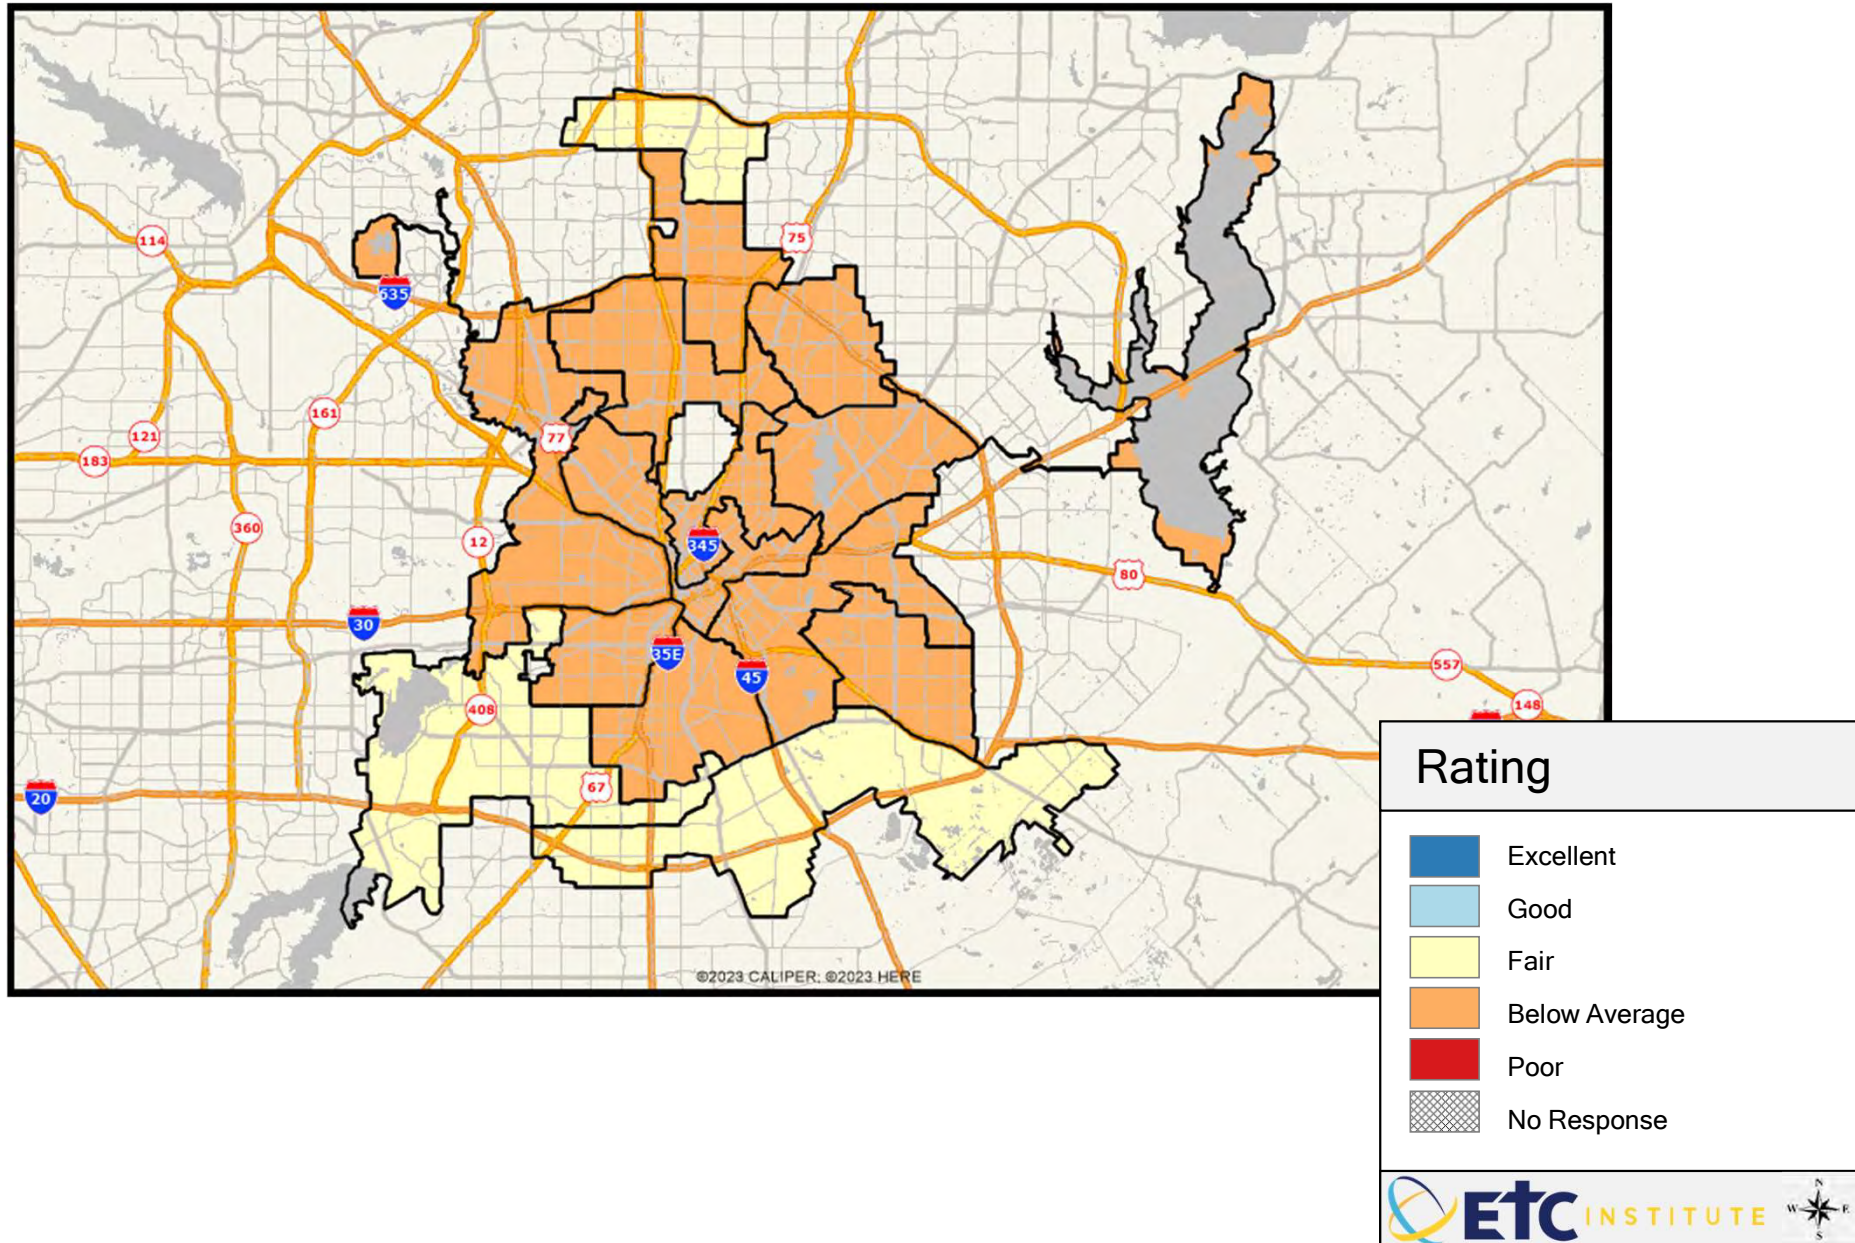 75
114
635
161
77
121
183
360
12
345
80
30
35E
45
557
408
148
67
20
©2023 CALIPER; ©2023 HERE
Rating
Excellent
Good
Fair
Below Average
Poor
No Response
ETC INSTITUTE
N
W E
S